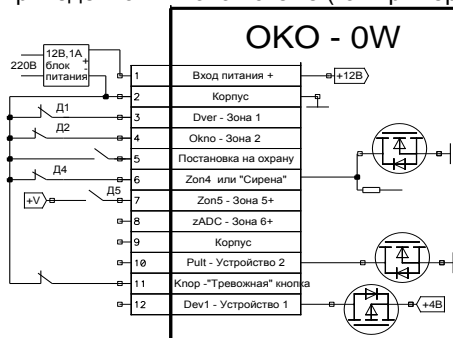 OKO - 0W
12В,1А
220В
блок
питания
+
-
1 Вход питания + +12В
2 Корпус
Д1
3 Dver - Зона 1
Д2
4 Okno - Зона 2
5 Постановка на охрану
Д4
6 Zon4 или "Сирена"
+V
Д5
7 Zon5 - Зона 5+
8 zADC - Зона 6+
9 Корпус
10 Pult - Устройство 2
11 Knop -"Тревожная" кнопка
12 Dev1 - Устройство 1
+4В